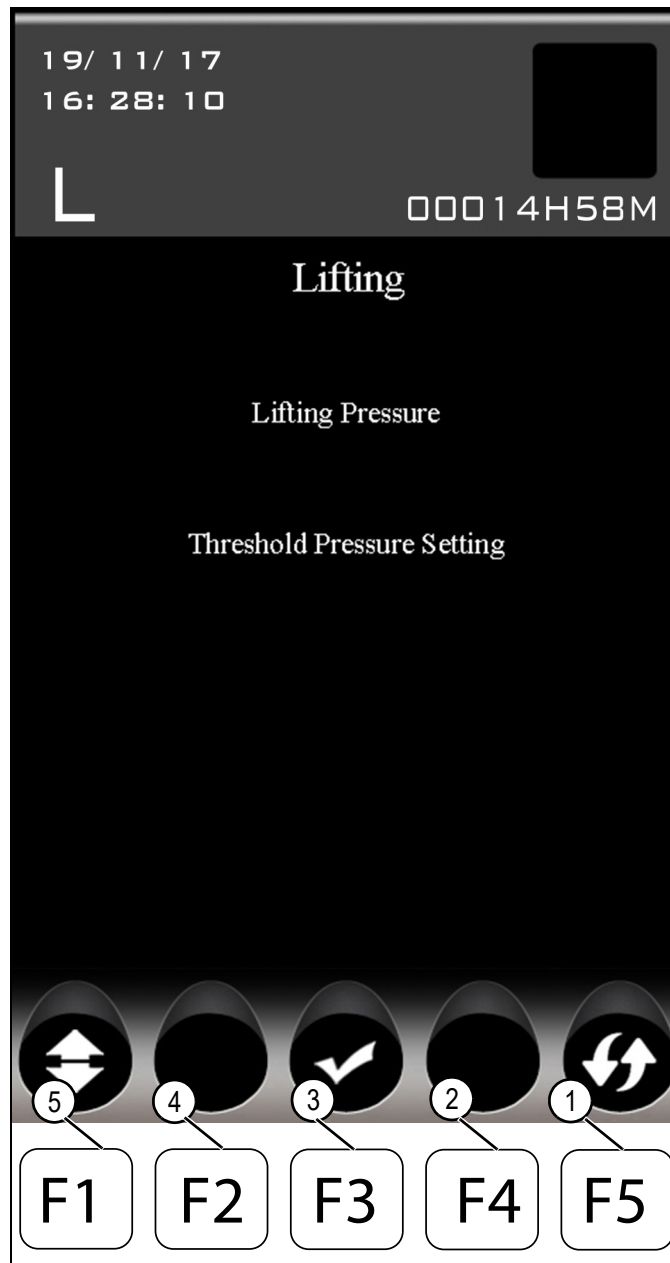 19/ 11/ 17
16: 28: 10
L
00014H58M
Lifting
Lifting Pressure
Threshold Pressure Setting
5 4 3 2 1
F1 F2 F3 F4 F5